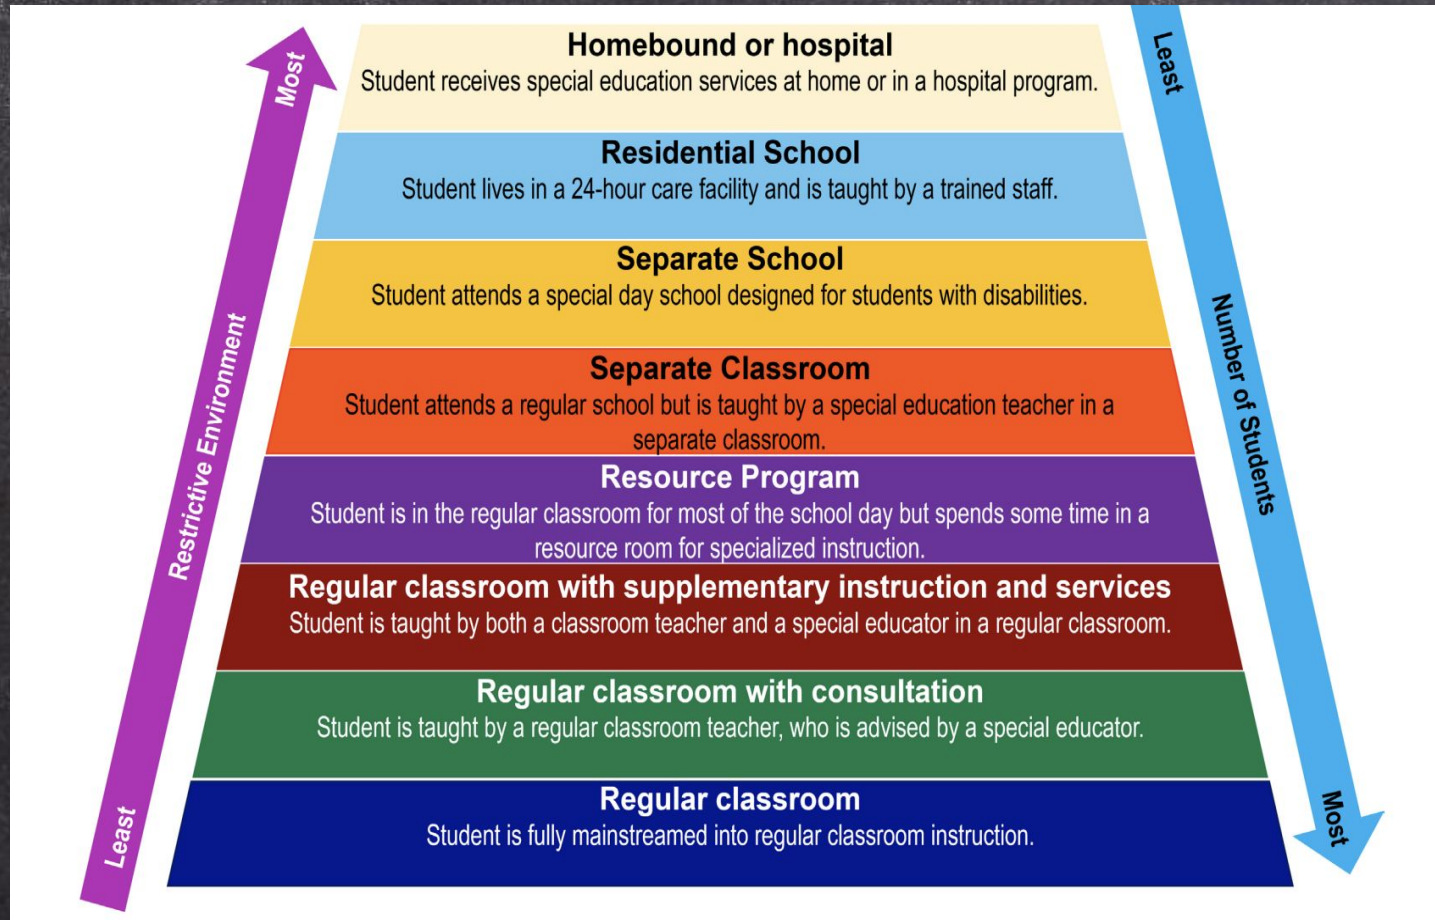 Homebound or hospital
Student receives special education services at home or in a hospital program.
Residential School
Student lives in a 24-hour care facility and is taught by a trained staff.
Separate School
Student attends a special day school designed for students with disabilities.
Separate Classroom
Student attends a regular school but is taught by a special education teacher in a
separate classroom.
Resource Program
Student is in the regular classroom for most of the school day but spends some time in a
resource room for specialized instruction.
Regular classroom with supplementary instruction and services
Student is taught by both a classroom teacher and a special educator in a regular classroom.
Regular classroom with consultation
Student is taught by a regular classroom teacher, who is advised by a special educator.
Regular classroom
Student is fully mainstreamed into regular classroom instruction.
Most
Restrictive Environment
Least
Least
Number of Students
Most